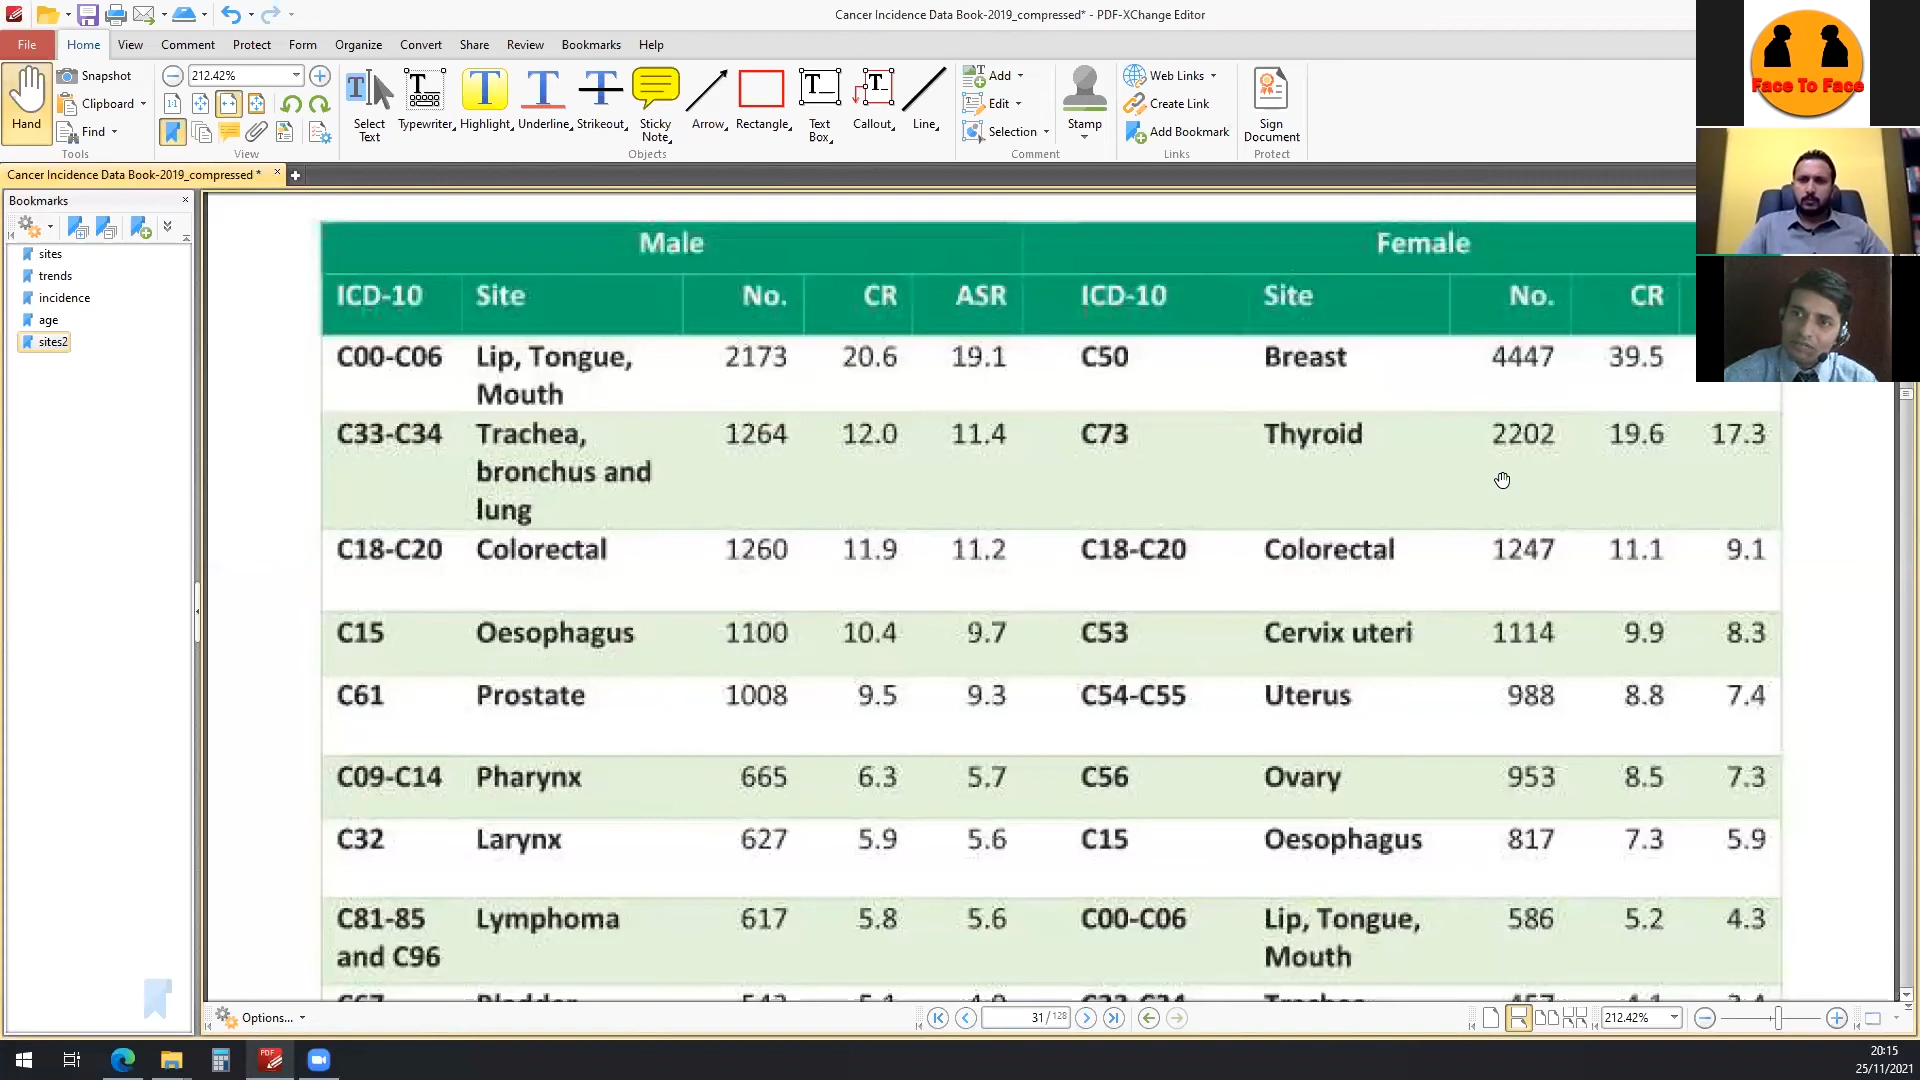 Cancer Incidence Data Book-2019_compressed* - PDF-XChange Editor
File Home View Comment Protect Form Organize Convert Share Review Bookmarks Help
Snapshot 212.42%
Clipboard
Find
Hand Select Text Typewriter Highlight Underline Strikeout Sticky Note Arrow Rectangle Text Box Callout Line
Add Edit Selection Stamp Web Links Create Link Add Bookmark Sign Document
Tools View Objects Comment Links Protect
Face To Face
Cancer Incidence Data Book-2019_compressed *
Bookmarks
sites
trends
incidence
age
sites2
Male Female
ICD-10 Site No. CR ASR ICD-10 Site No. CR
C00-C06 Lip, Tongue, 2173 20.6 19.1 C50 Breast 4447 39.5
Mouth
C33-C34 Trachea, 1264 12.0 11.4 C73 Thyroid 2202 19.6 17.3
bronchus and
lung
C18-C20 Colorectal 1260 11.9 11.2 C18-C20 Colorectal 1247 11.1 9.1
C15 Oesophagus 1100 10.4 9.7 C53 Cervix uteri 1114 9.9 8.3
C61 Prostate 1008 9.5 9.3 C54-C55 Uterus 988 8.8 7.4
C09-C14 Pharynx 665 6.3 5.7 C56 Ovary 953 8.5 7.3
C32 Larynx 627 5.9 5.6 C15 Oesophagus 817 7.3 5.9
C81-85 Lymphoma 617 5.8 5.6 C00-C06 Lip, Tongue, 586 5.2 4.3
and C96 Mouth
Options... 31 / 128 212.42%
20:15
25/11/2021